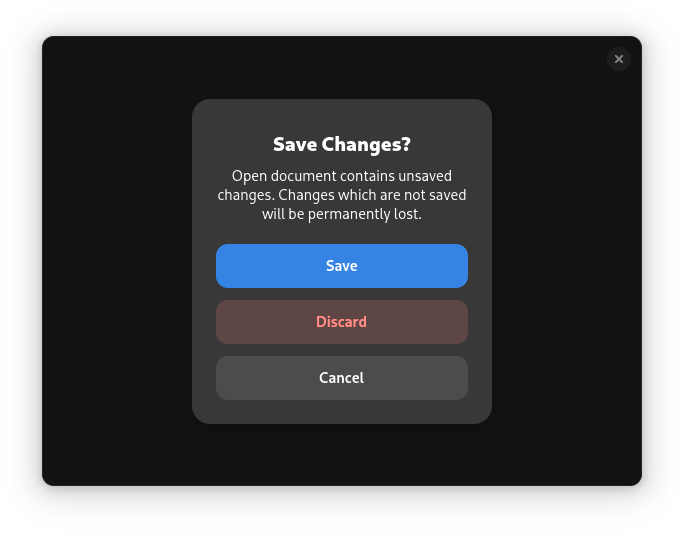 Save Changes?
Open document contains unsaved
changes. Changes which are not saved
will be permanently lost.
Save
Discard
Cancel